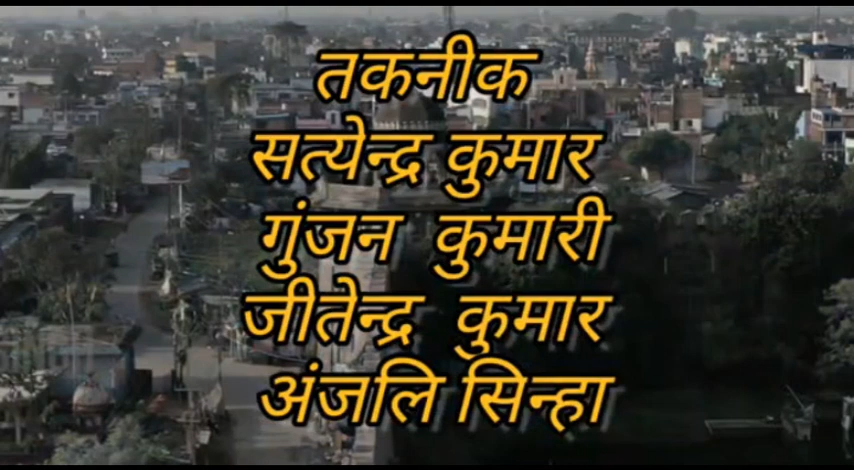 तकनीक
सत्येन्द्र कुमार
गुंजन कुमारी
जीतेन्द्र कुमार
अंजलि सिन्हा